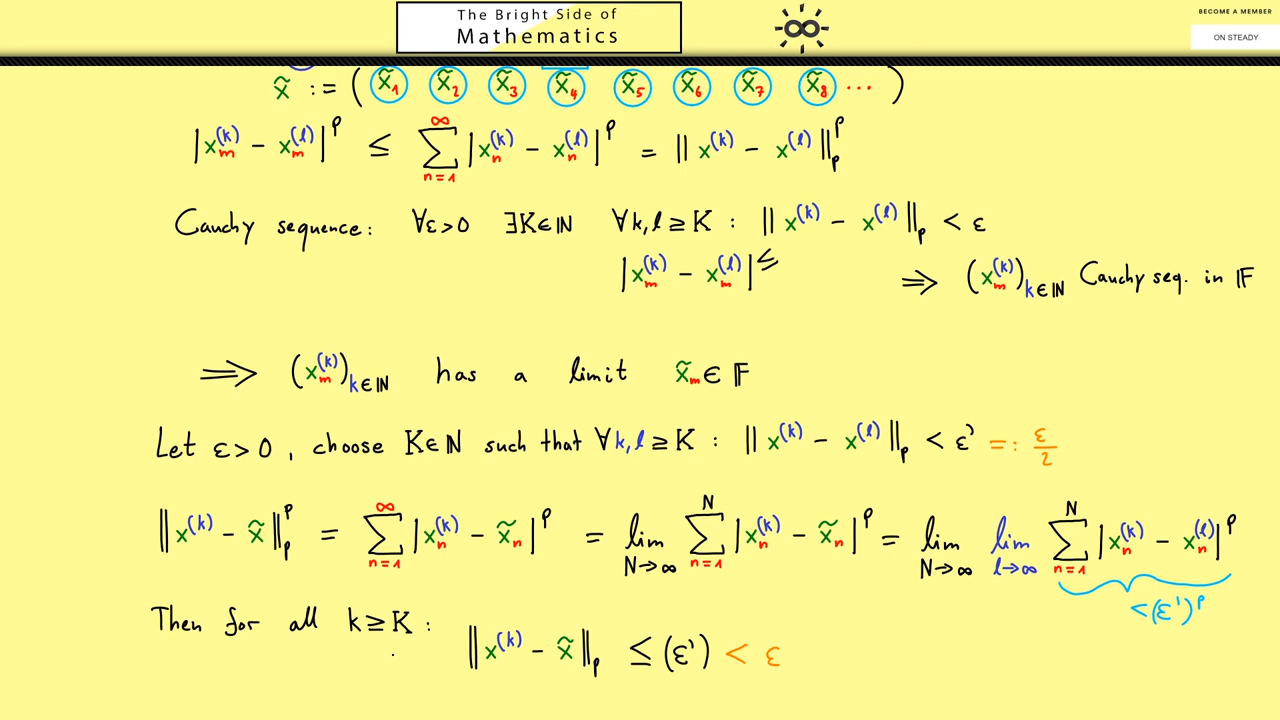 The Bright Side of
Mathematics
BECOME A MEMBER
ON STEADY
x̃ := ( x̃₁ x̃₂ x̃₃ x̃₄ x̃₅ x̃₆ x̃₇ x̃₈ ⋯ )
|x_m^(k) − x_m^(l)|^p ≤ ∑_{n=1}^∞ |x_n^(k) − x_n^(l)|^p = ‖x^(k) − x^(l)‖_p^p
Cauchy sequence: ∀ε>0 ∃K∈ℕ ∀k,l ≥ K : ‖x^(k) − x^(l)‖_p < ε
|x_m^(k) − x_m^(l)| ≤ ⟹ (x_m^(k))_{k∈ℕ} Cauchy seq. in 𝔽
⟹ (x_m^(k))_{k∈ℕ} has a limit x̃_m ∈ 𝔽
Let ε>0, choose K∈ℕ such that ∀k,l ≥ K : ‖x^(k) − x^(l)‖_p < ε' =: ε/2
‖x^(k) − x̃‖_p^p = ∑_{n=1}^∞ |x_n^(k) − x̃_n|^p = lim_{N→∞} ∑_{n=1}^N |x_n^(k) − x̃_n|^p = lim_{N→∞} lim_{l→∞} ∑_{n=1}^N |x_n^(k) − x_n^(l)|^p
<(ε')^p
Then for all k ≥ K : ‖x^(k) − x̃‖_p ≤ (ε') < ε